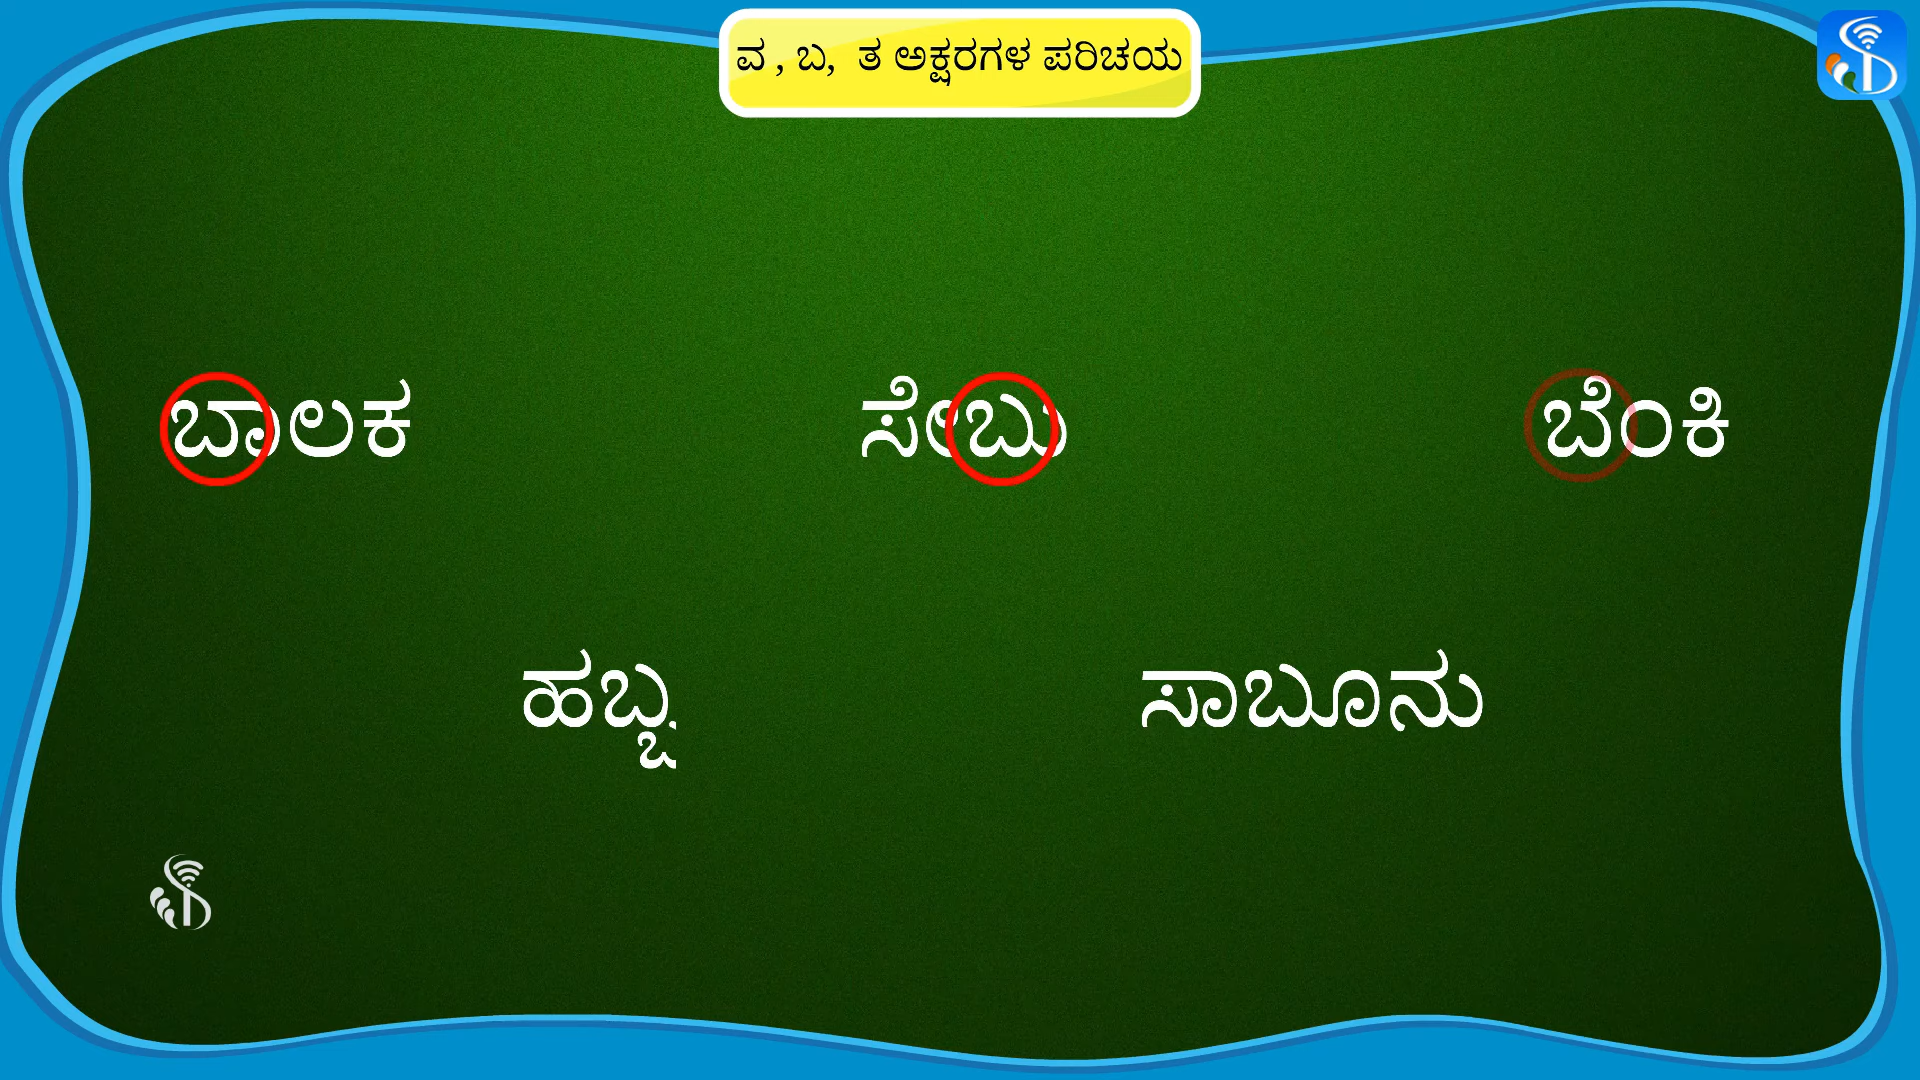 ವ , ಬ, ತ ಅಕ್ಷರಗಳ ಪರಿಚಯ
ಬಾಲಕ ಸೇಬು ಬೆಂಕಿ
ಹಬ್ಬ ಸಾಬೂನು